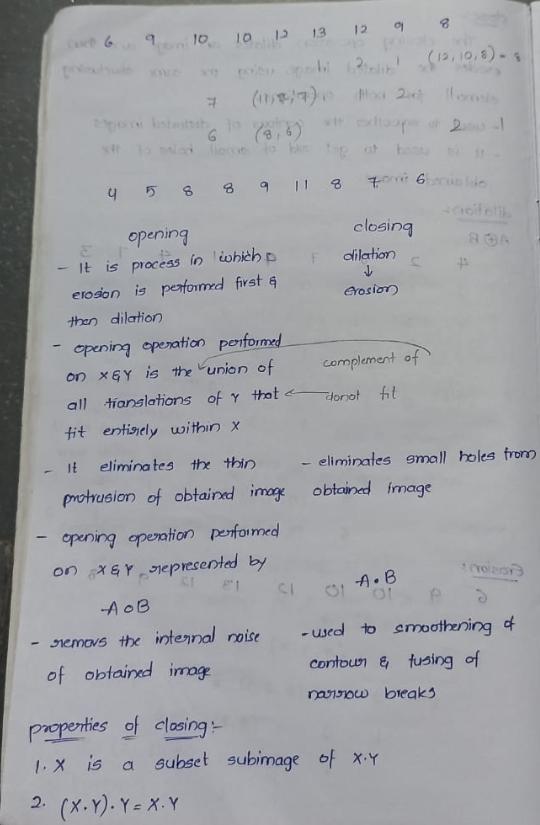 6 9 10 10 12 13 12 9 8
(12,10,8) = 8
7 (11,8,7)
6 (8,6)
4 5 8 8 9 11 8 7 6
opening closing
- It is process in which dilation
erosion is performed first & ↓
then dilation erosion
- opening operation performed
on X & Y is the union of complement of
all translations of Y that donot fit
fit entirely within X
- It eliminates the thin - eliminates small holes from
protrusion of obtained image obtained image
- opening operation performed
on X & Y represented by
A∘B A•B
- removs the internal noise - used to smoothening of
of obtained image contour & fusing of
narrow breaks
properties of closing:-
1. X is a subset subimage of X.Y
2. (X.Y).Y = X.Y